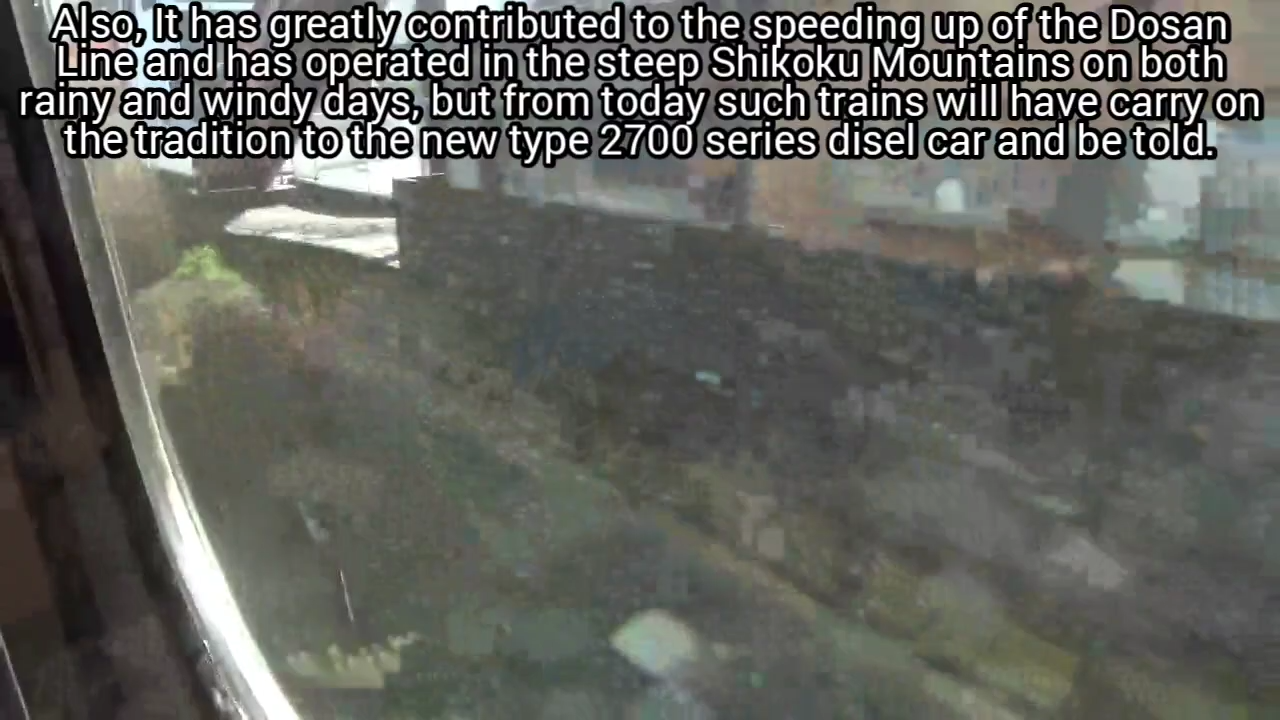 Also, It has greatly contributed to the speeding up of the Dosan
Line and has operated in the steep Shikoku Mountains on both
rainy and windy days, but from today such trains will have carry on
the tradition to the new type 2700 series disel car and be told.